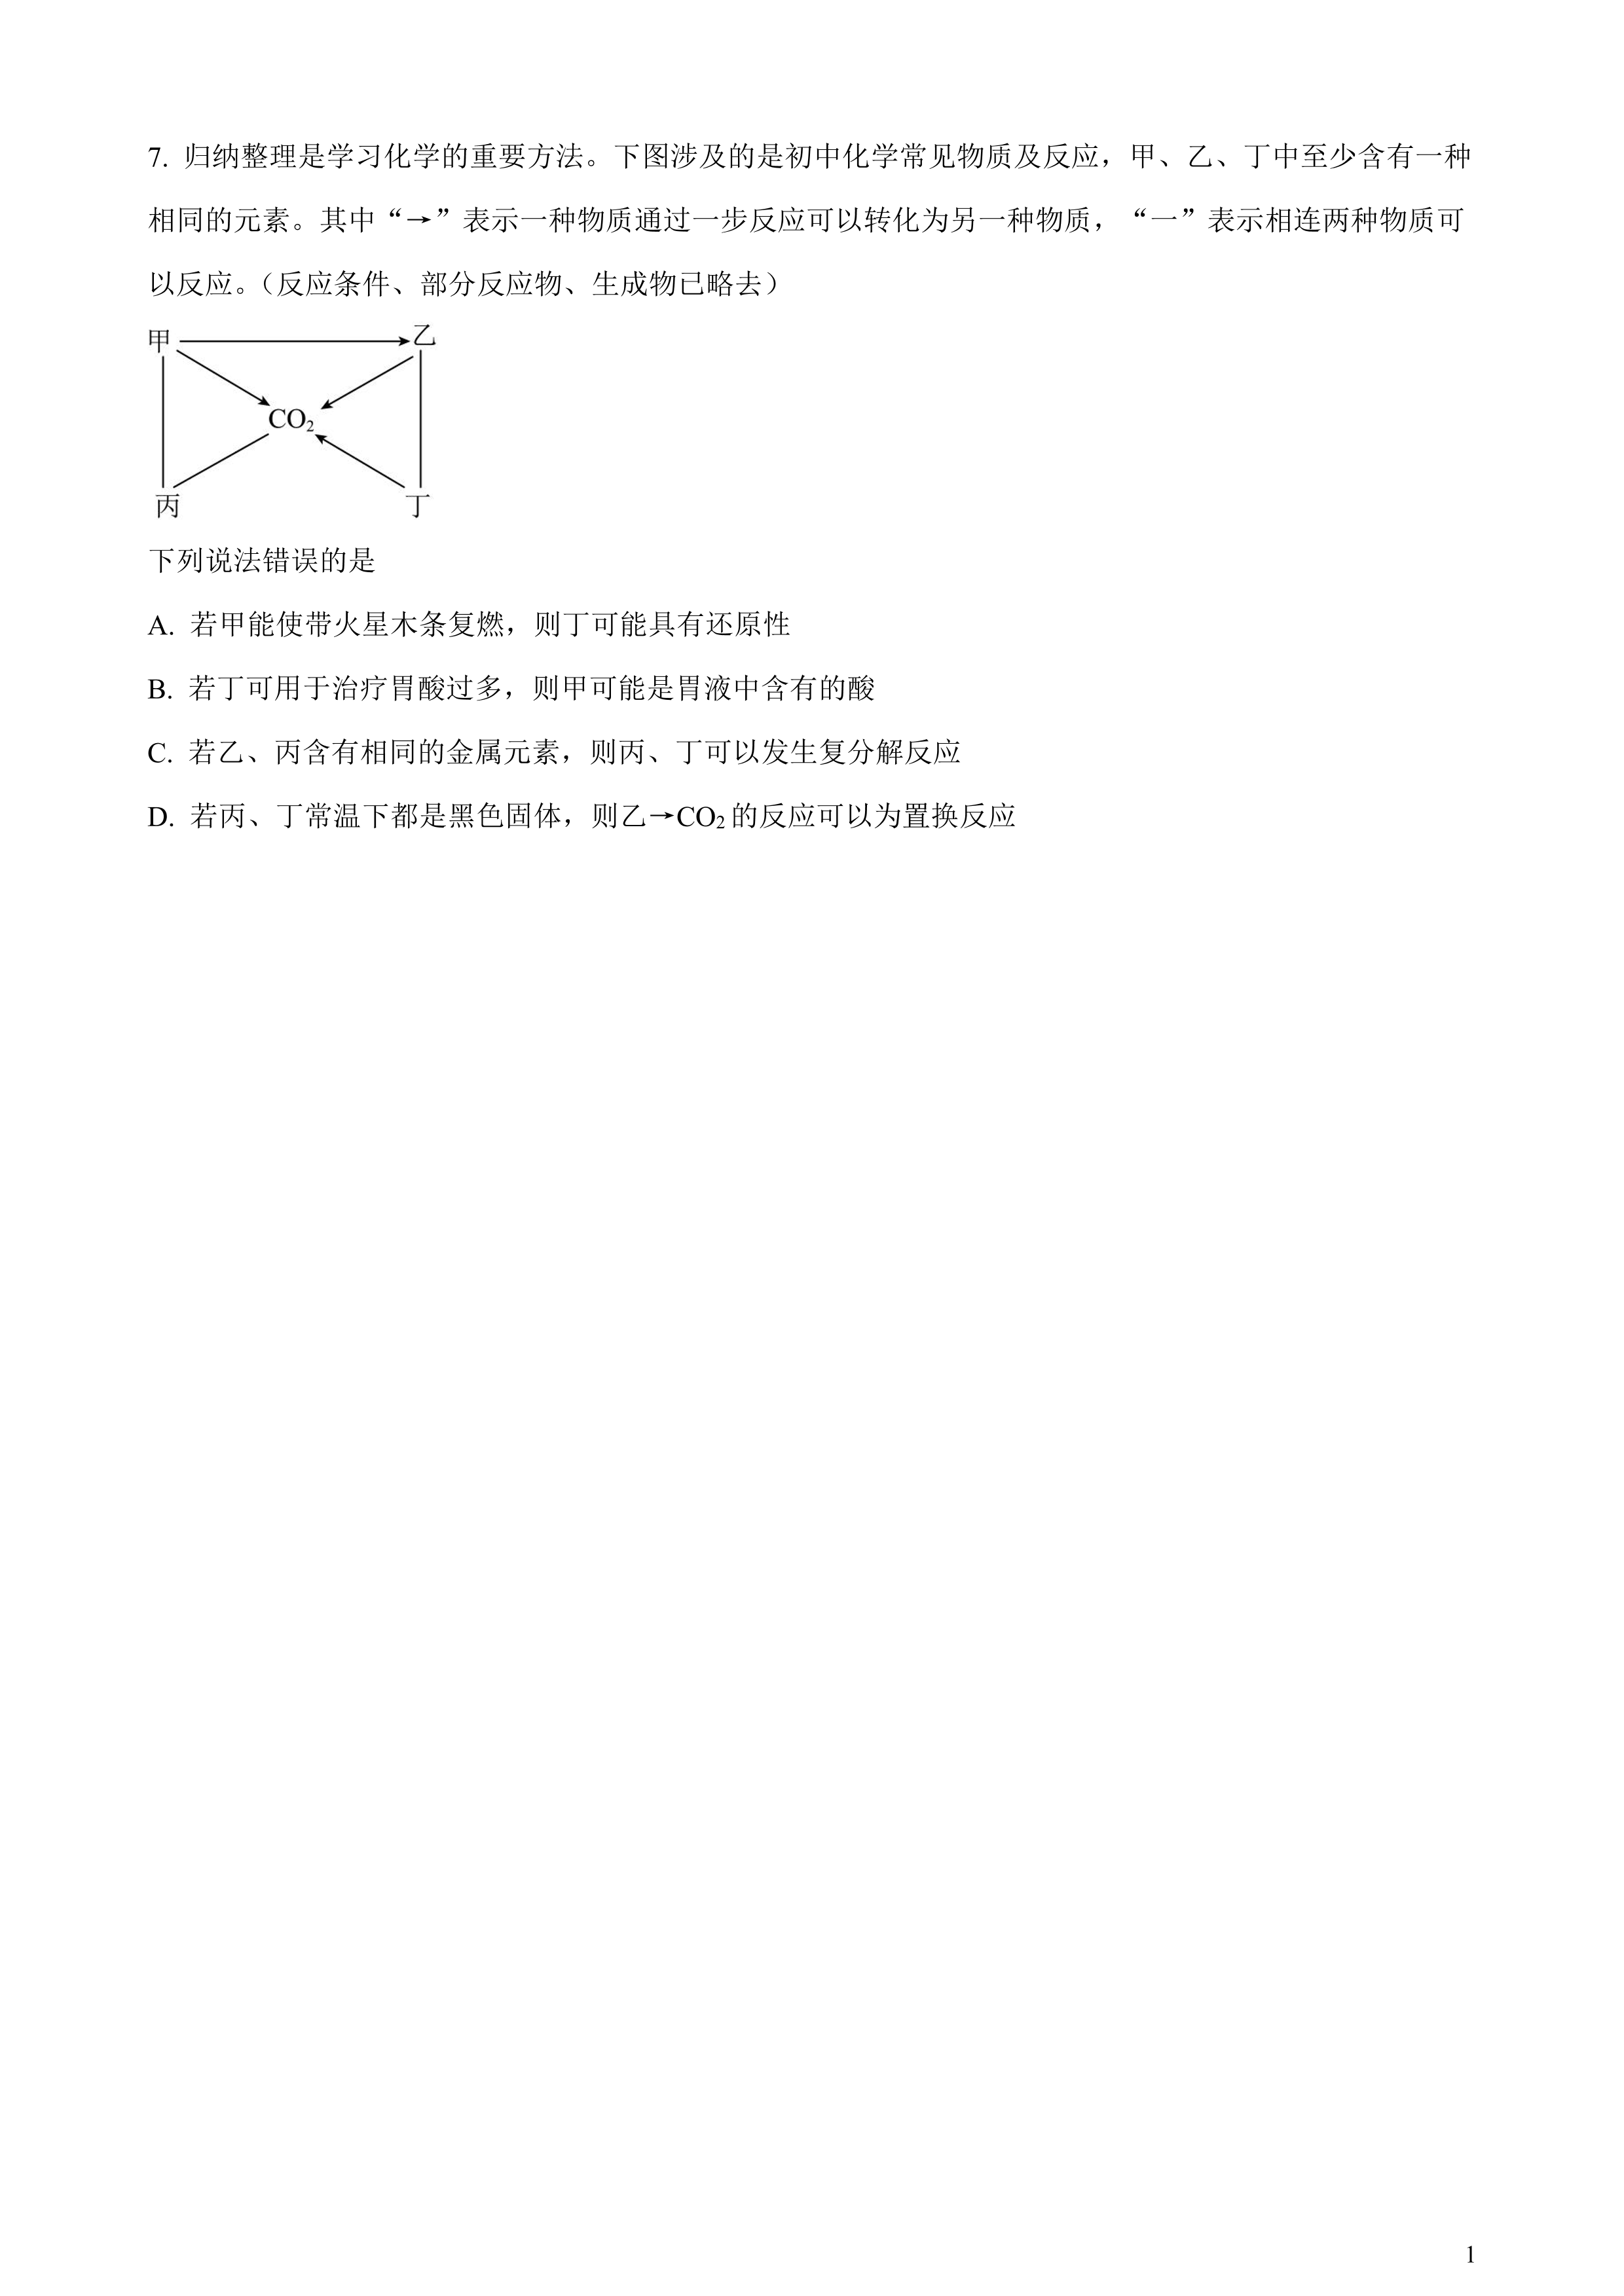 7. 归纳整理是学习化学的重要方法。下图涉及的是初中化学常见物质及反应，甲、乙、丁中至少含有一种
相同的元素。其中“→”表示一种物质通过一步反应可以转化为另一种物质，“一”表示相连两种物质可
以反应。（反应条件、部分反应物、生成物已略去）
甲 乙
CO₂
丙 丁
下列说法错误的是
A. 若甲能使带火星木条复燃，则丁可能具有还原性
B. 若丁可用于治疗胃酸过多，则甲可能是胃液中含有的酸
C. 若乙、丙含有相同的金属元素，则丙、丁可以发生复分解反应
D. 若丙、丁常温下都是黑色固体，则乙→CO₂的反应可以为置换反应
1